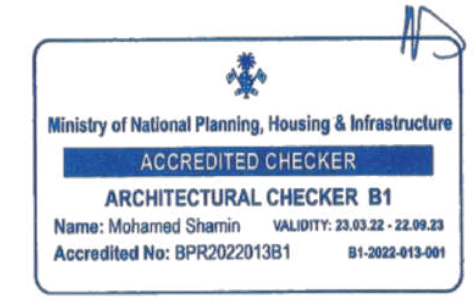 Ministry of National Planning, Housing & Infrastructure
ACCREDITED CHECKER
ARCHITECTURAL CHECKER B1
Name: Mohamed Shamin VALIDITY: 23.03.22 - 22.09.23
Accredited No: BPR2022013B1 B1-2022-013-001